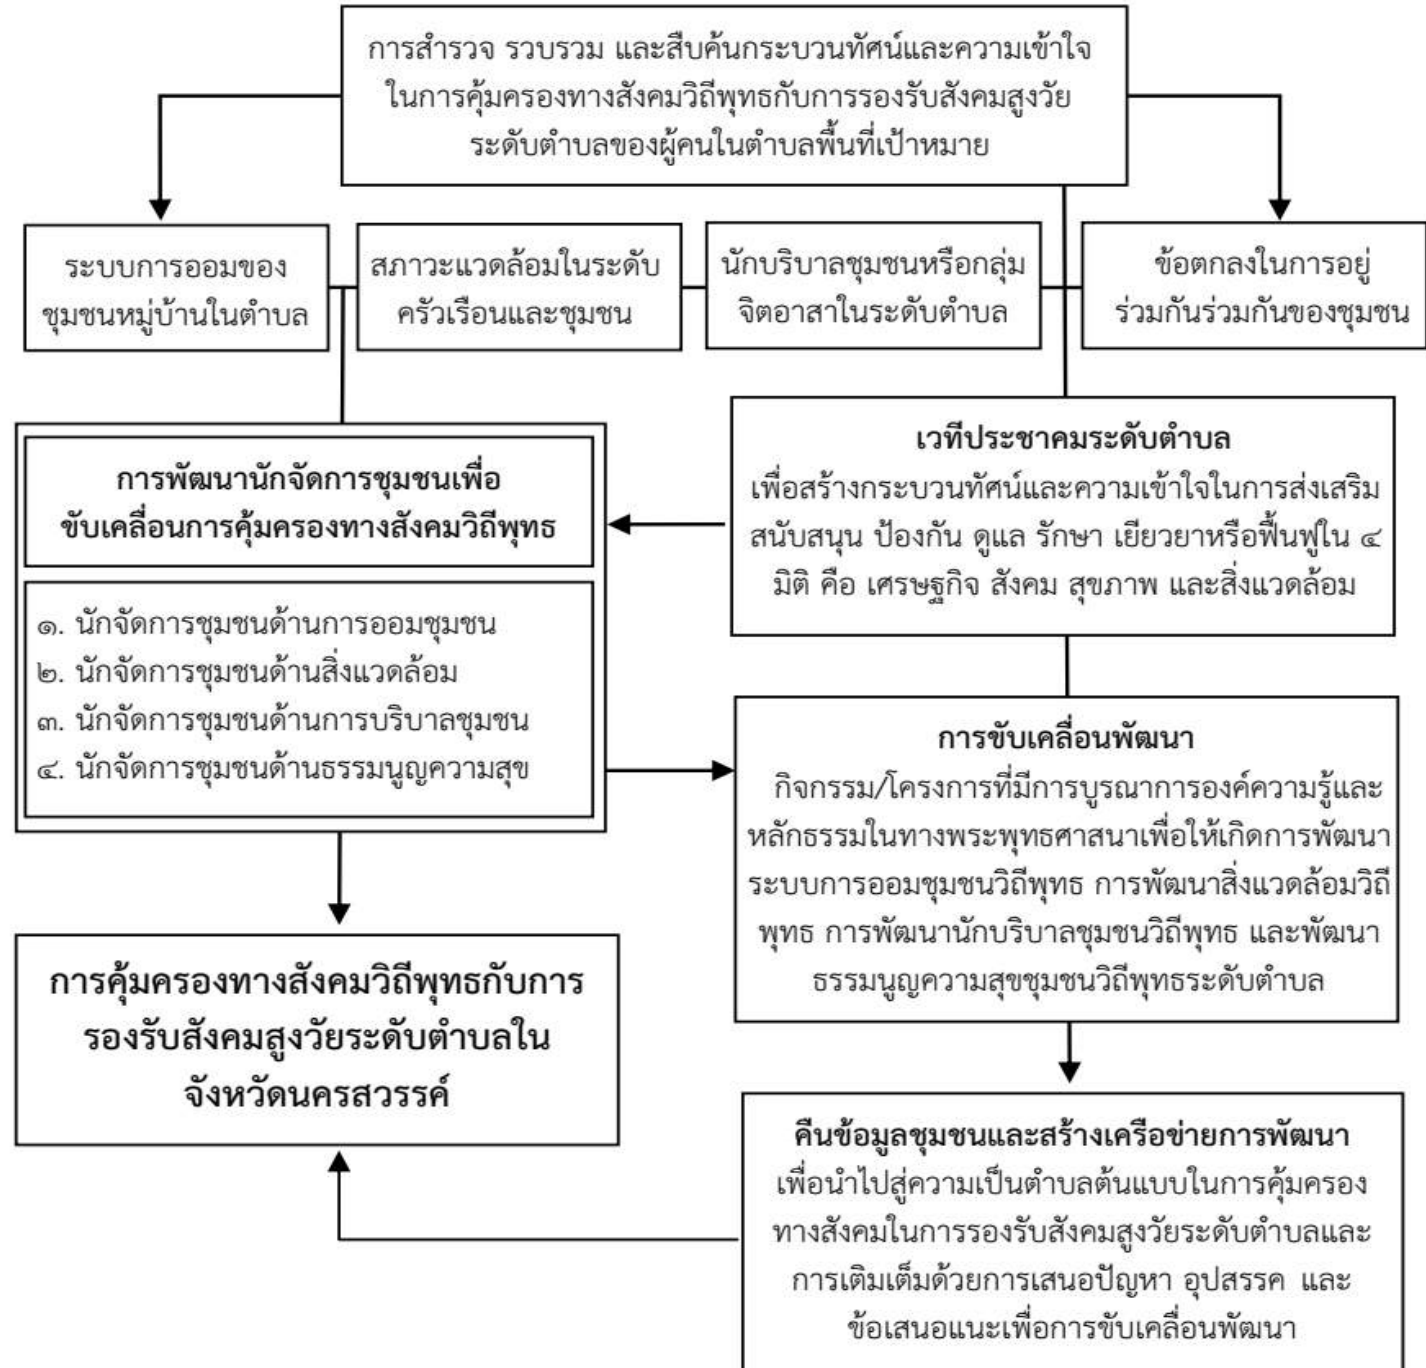 การสำรวจ รวบรวม และสืบค้นกระบวนทัศน์และความเข้าใจ
ในการคุ้มครองทางสังคมวิถีพุทธกับการรองรับสังคมสูงวัย
ระดับตำบลของผู้คนในตำบลพื้นที่เป้าหมาย
ระบบการออมของ
ชุมชนหมู่บ้านในตำบล
สภาวะแวดล้อมในระดับ
ครัวเรือนและชุมชน
นักบริบาลชุมชนหรือกลุ่ม
จิตอาสาในระดับตำบล
ข้อตกลงในการอยู่
ร่วมกันร่วมกันของชุมชน
เวทีประชาคมระดับตำบล
เพื่อสร้างกระบวนทัศน์และความเข้าใจในการส่งเสริม
สนับสนุน ป้องกัน ดูแล รักษา เยียวยาหรือฟื้นฟูใน ๔
มิติ คือ เศรษฐกิจ สังคม สุขภาพ และสิ่งแวดล้อม
การพัฒนานักจัดการชุมชนเพื่อ
ขับเคลื่อนการคุ้มครองทางสังคมวิถีพุทธ
๑. นักจัดการชุมชนด้านการออมชุมชน
๒. นักจัดการชุมชนด้านสิ่งแวดล้อม
๓. นักจัดการชุมชนด้านการบริบาลชุมชน
๔. นักจัดการชุมชนด้านธรรมนูญความสุข
การขับเคลื่อนพัฒนา
กิจกรรม/โครงการที่มีการบูรณาการองค์ความรู้และ
หลักธรรมในทางพระพุทธศาสนาเพื่อให้เกิดการพัฒนา
ระบบการออมชุมชนวิถีพุทธ การพัฒนาสิ่งแวดล้อมวิถี
พุทธ การพัฒนานักบริบาลชุมชนวิถีพุทธ และพัฒนา
ธรรมนูญความสุขชุมชนวิถีพุทธระดับตำบล
การคุ้มครองทางสังคมวิถีพุทธกับการ
รองรับสังคมสูงวัยระดับตำบลใน
จังหวัดนครสวรรค์
คืนข้อมูลชุมชนและสร้างเครือข่ายการพัฒนา
เพื่อนำไปสู่ความเป็นตำบลต้นแบบในการคุ้มครอง
ทางสังคมในการรองรับสังคมสูงวัยระดับตำบลและ
การเติมเต็มด้วยการเสนอปัญหา อุปสรรค และ
ข้อเสนอแนะเพื่อการขับเคลื่อนพัฒนา